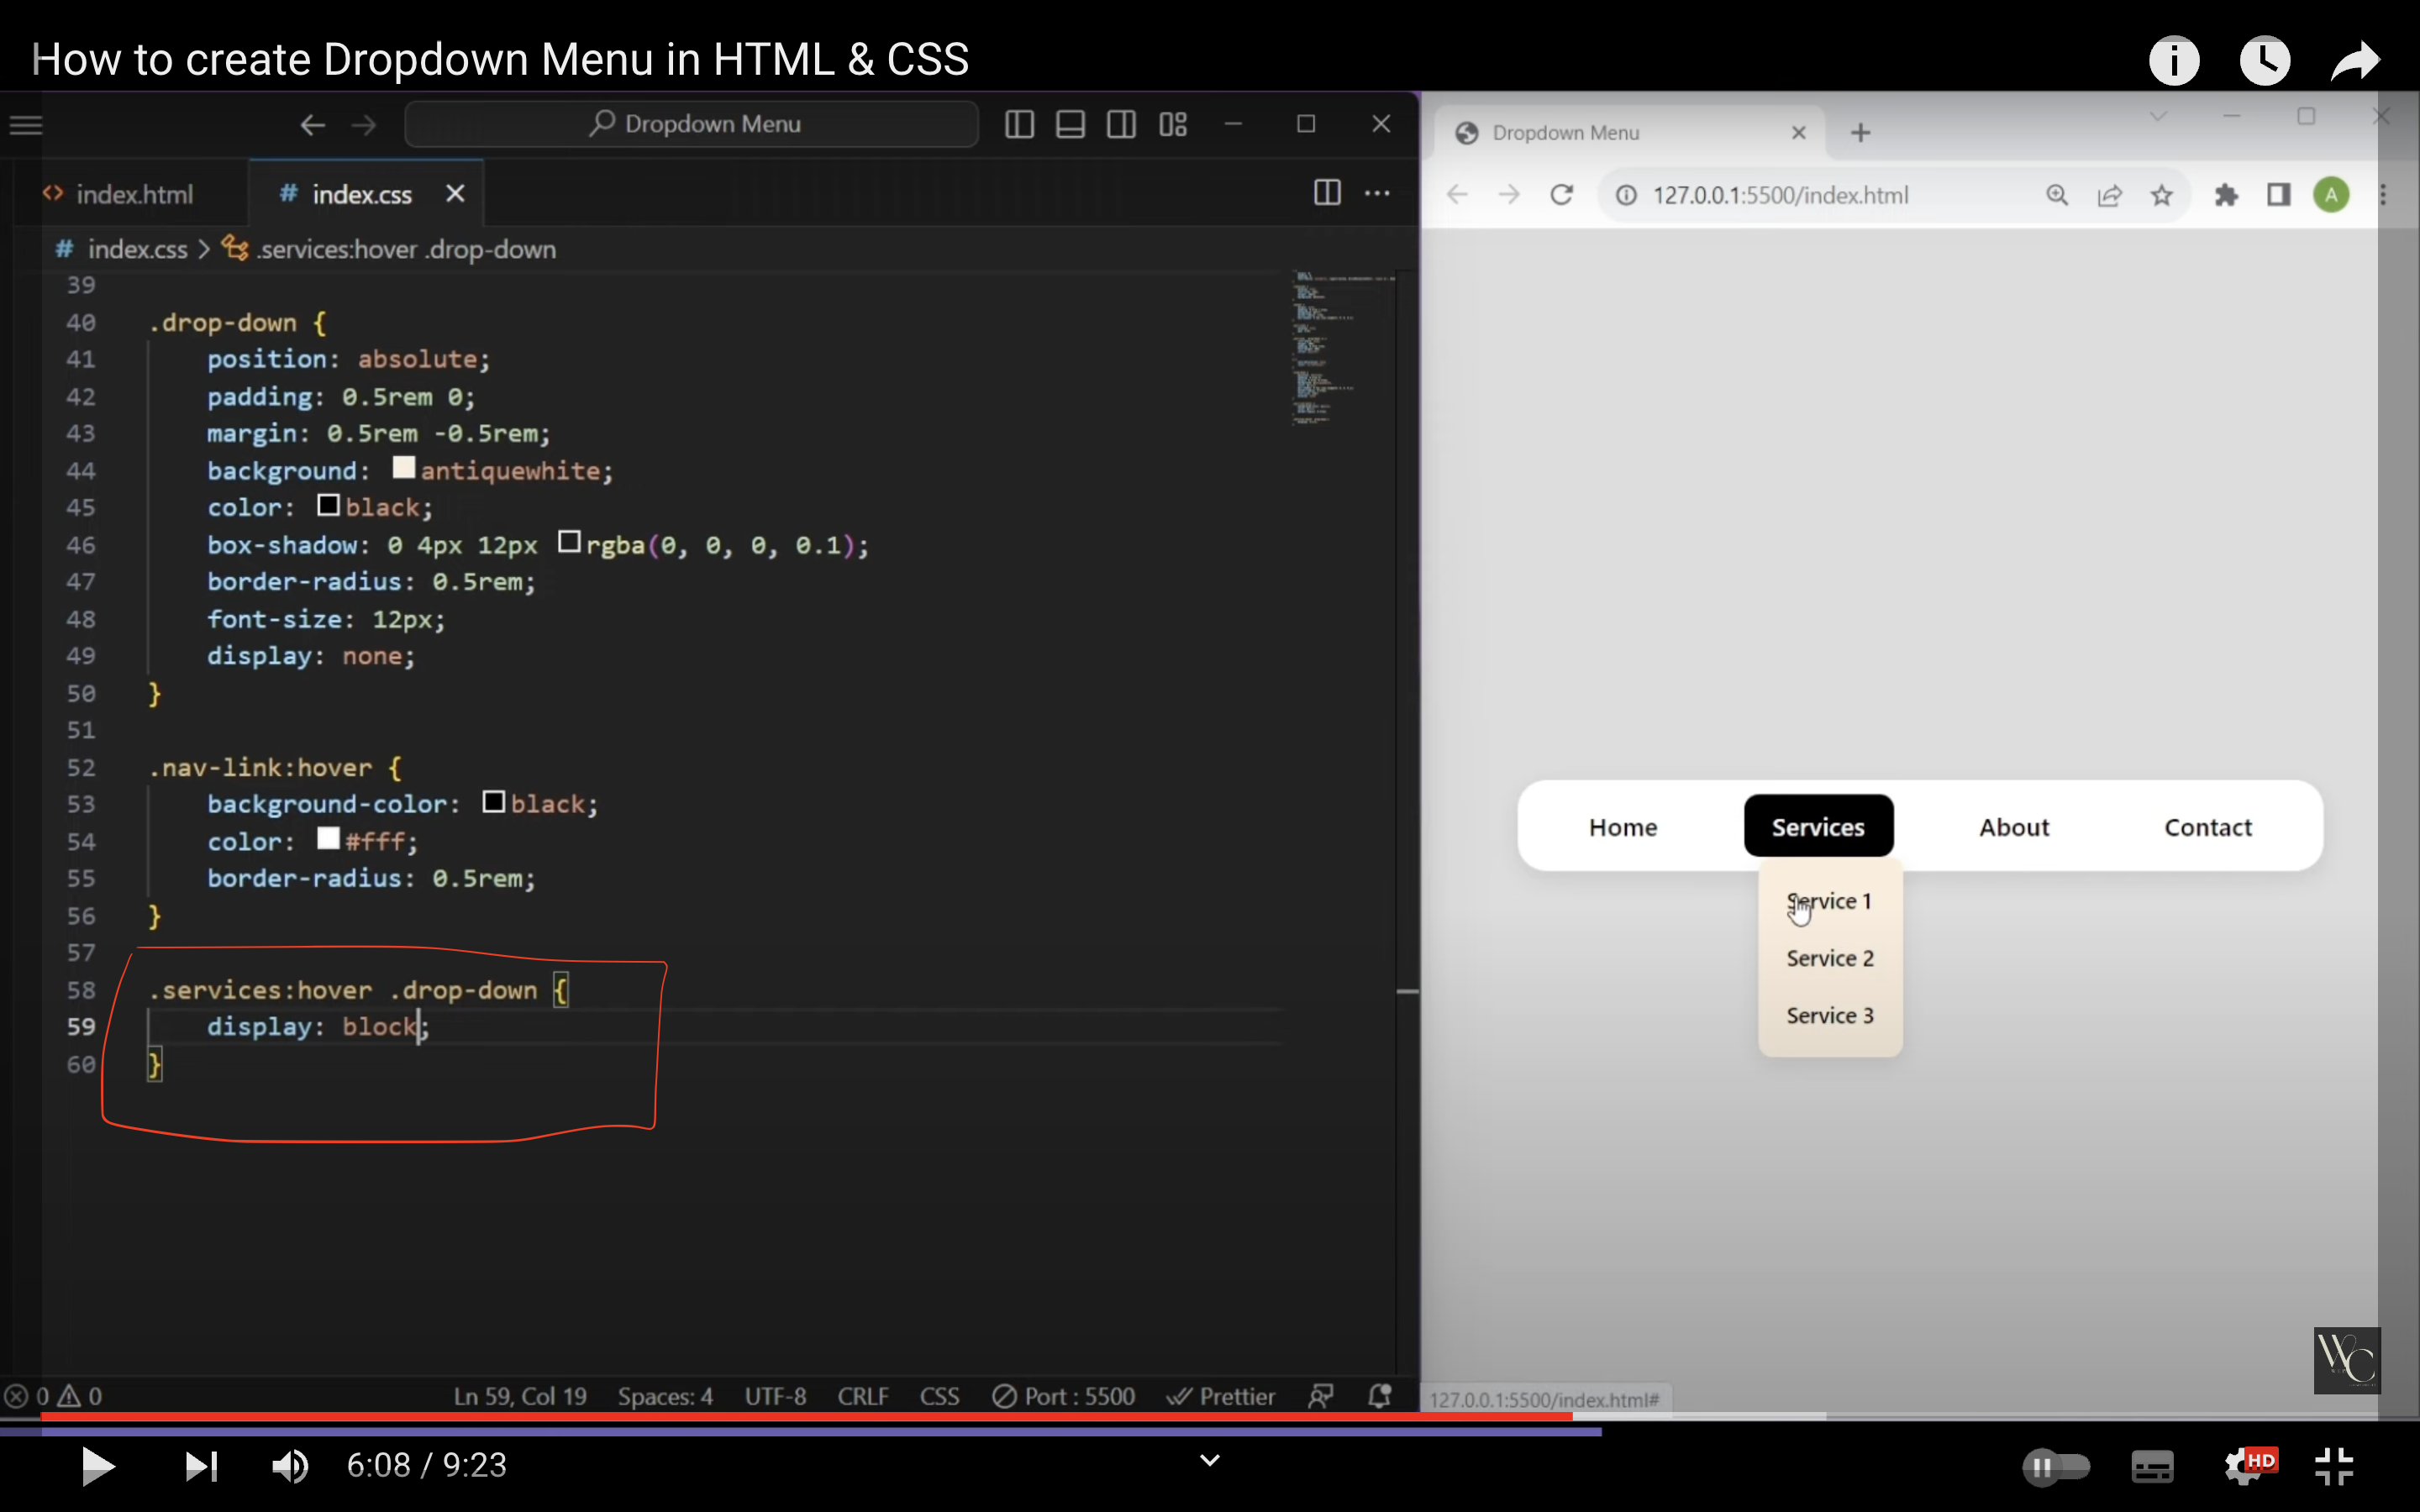 How to create Dropdown Menu in HTML & CSS
Dropdown Menu
index.html
# index.css
# index.css > .services:hover .drop-down
39
40 .drop-down {
41 position: absolute;
42 padding: 0.5rem 0;
43 margin: 0.5rem -0.5rem;
44 background: antiquewhite;
45 color: black;
46 box-shadow: 0 4px 12px rgba(0, 0, 0, 0.1);
47 border-radius: 0.5rem;
48 font-size: 12px;
49 display: none;
50 }
51
52 .nav-link:hover {
53 background-color: black;
54 color: #fff;
55 border-radius: 0.5rem;
56 }
57
58 .services:hover .drop-down {
59 display: block;
60 }
0 0 Ln 59, Col 19 Spaces: 4 UTF-8 CRLF CSS Port : 5500 Prettier
Dropdown Menu
127.0.0.1:5500/index.html
A
Home Services About Contact
Service 1
Service 2
Service 3
WC
127.0.0.1:5500/index.html#
6:08 / 9:23
HD